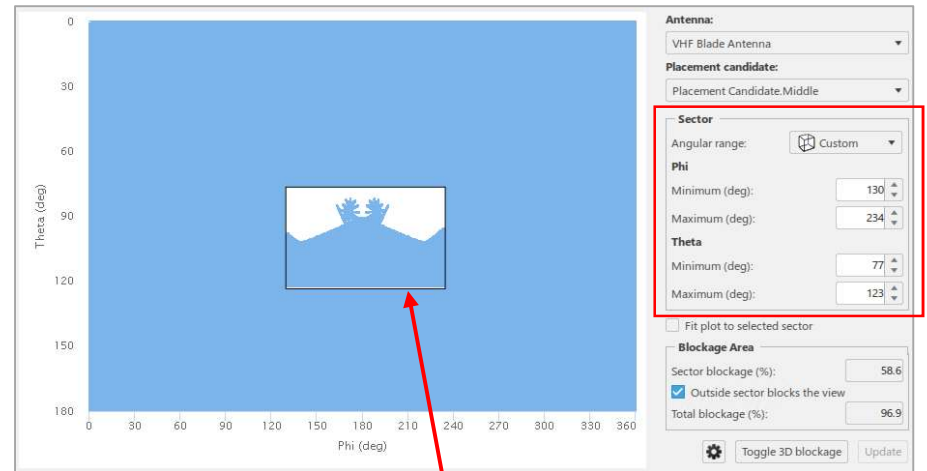 0
30
60
90
120
150
180
Theta (deg)
0 30 60 90 120 150 180 210 240 270 300 330 360
Phi (deg)
Antenna:
VHF Blade Antenna
Placement candidate:
Placement Candidate.Middle
Sector
Angular range: Custom
Phi
Minimum (deg): 130
Maximum (deg): 234
Theta
Minimum (deg): 77
Maximum (deg): 123
Fit plot to selected sector
Blockage Area
Sector blockage (%): 58.6
Outside sector blocks the view
Total blockage (%): 96.9
Toggle 3D blockage Update